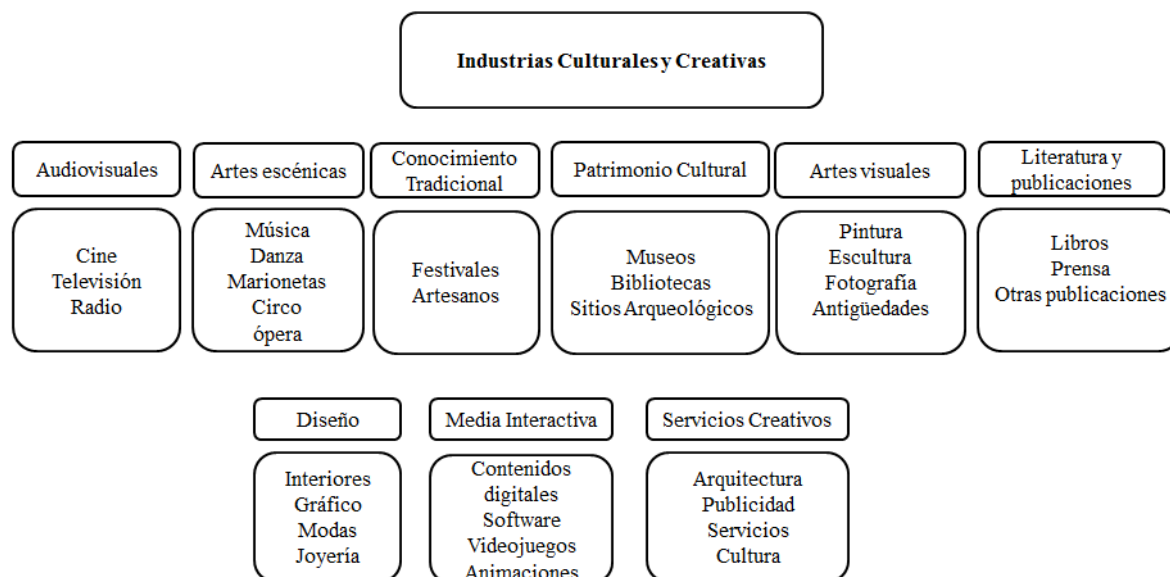 Industrias Culturales y Creativas
Audiovisuales
Artes escénicas
Conocimiento
Tradicional
Patrimonio Cultural
Artes visuales
Literatura y
publicaciones
Cine
Televisión
Radio
Música
Danza
Marionetas
Circo
ópera
Festivales
Artesanos
Museos
Bibliotecas
Sitios Arqueológicos
Pintura
Escultura
Fotografía
Antigüedades
Libros
Prensa
Otras publicaciones
Diseño
Media Interactiva
Servicios Creativos
Interiores
Gráfico
Modas
Joyería
Contenidos
digitales
Software
Videojuegos
Animaciones
Arquitectura
Publicidad
Servicios
Cultura